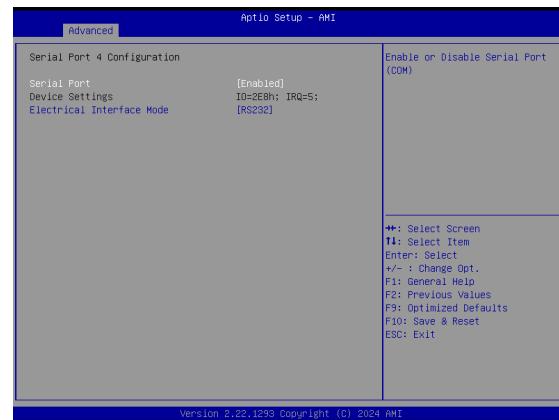 Aptio Setup - AMI
Advanced
Serial Port 4 Configuration
Serial Port [Enabled]
Device Settings IO=2E8h; IRQ=5;
Electrical Interface Mode [RS232]
Enable or Disable Serial Port
(COM)
→←: Select Screen
↑↓: Select Item
Enter: Select
+/- : Change Opt.
F1: General Help
F2: Previous Values
F9: Optimized Defaults
F10: Save & Reset
ESC: Exit
Version 2.22.1293 Copyright (C) 2024 AMI